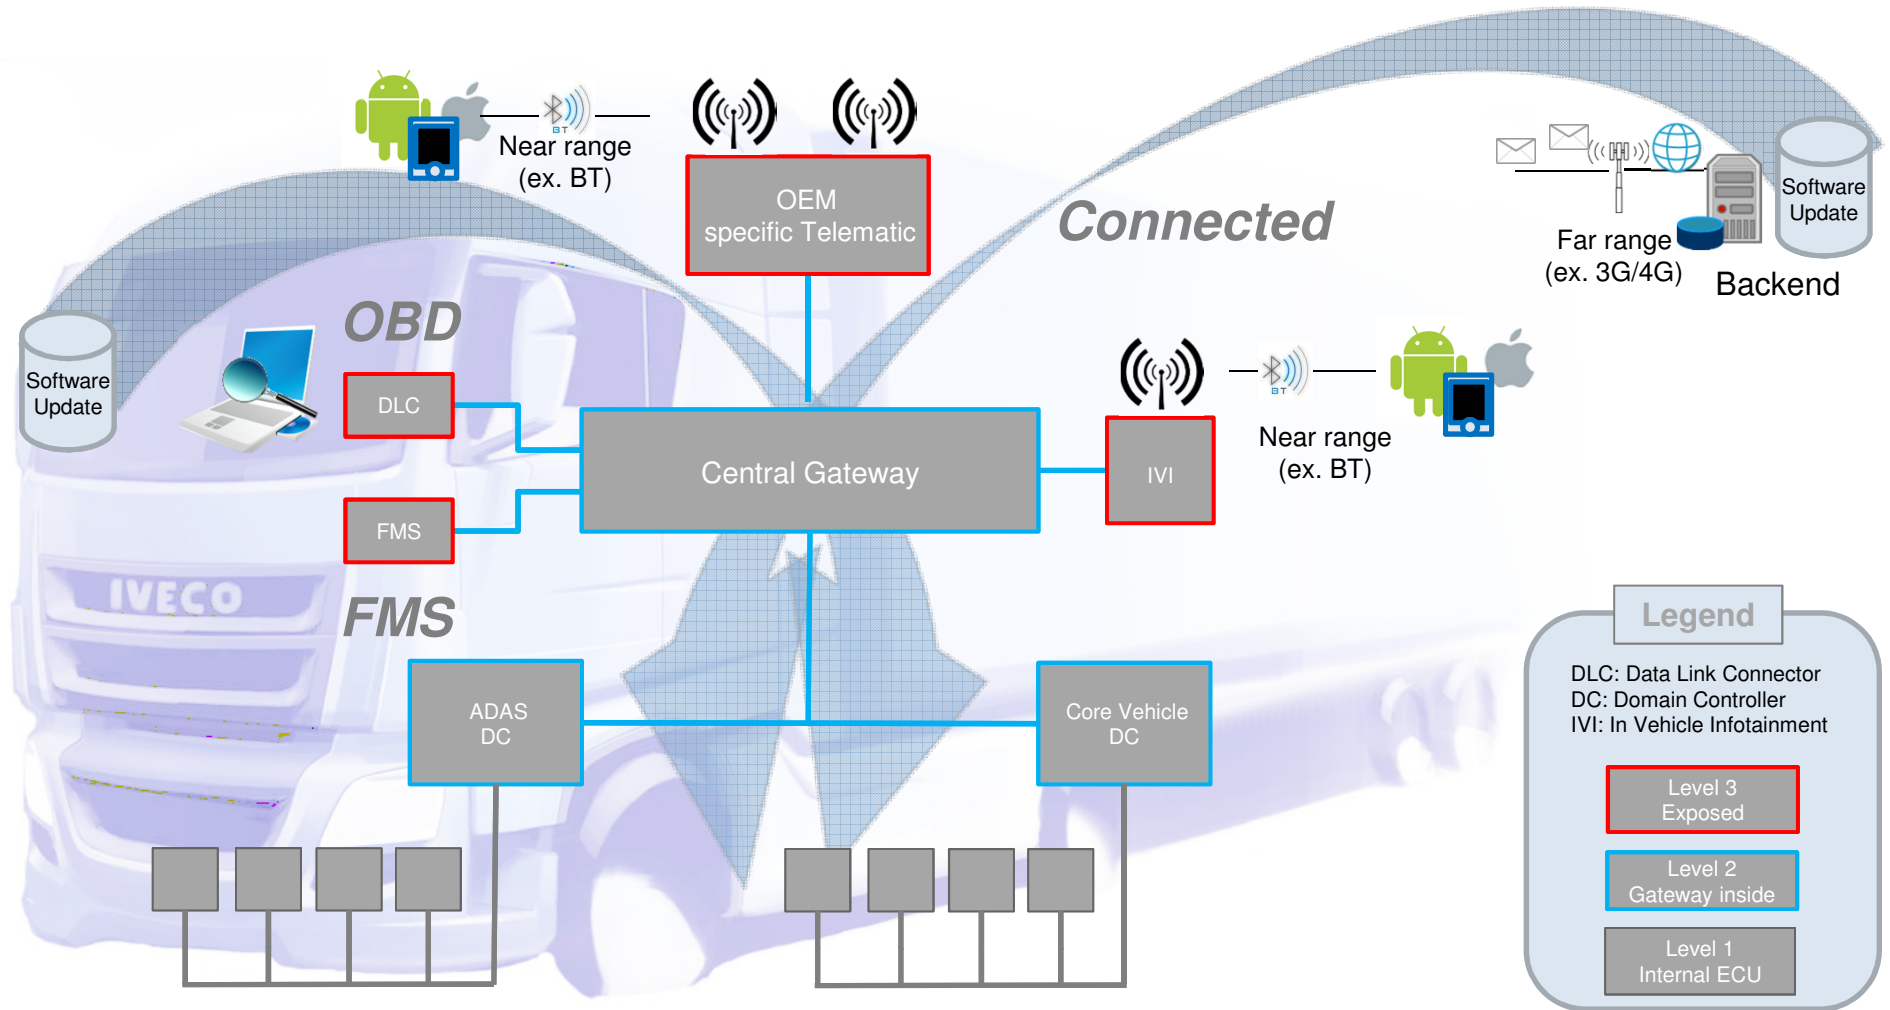 BT
Near range
(ex. BT)
OEM
specific Telematic
Connected
Far range
(ex. 3G/4G)
Backend
Software
Update
OBD
Software
Update
DLC
FMS
Central Gateway
IVI
BT
Near range
(ex. BT)
IVECO
FMS
ADAS
DC
Core Vehicle
DC
Legend
DLC: Data Link Connector
DC: Domain Controller
IVI: In Vehicle Infotainment
Level 3
Exposed
Level 2
Gateway inside
Level 1
Internal ECU